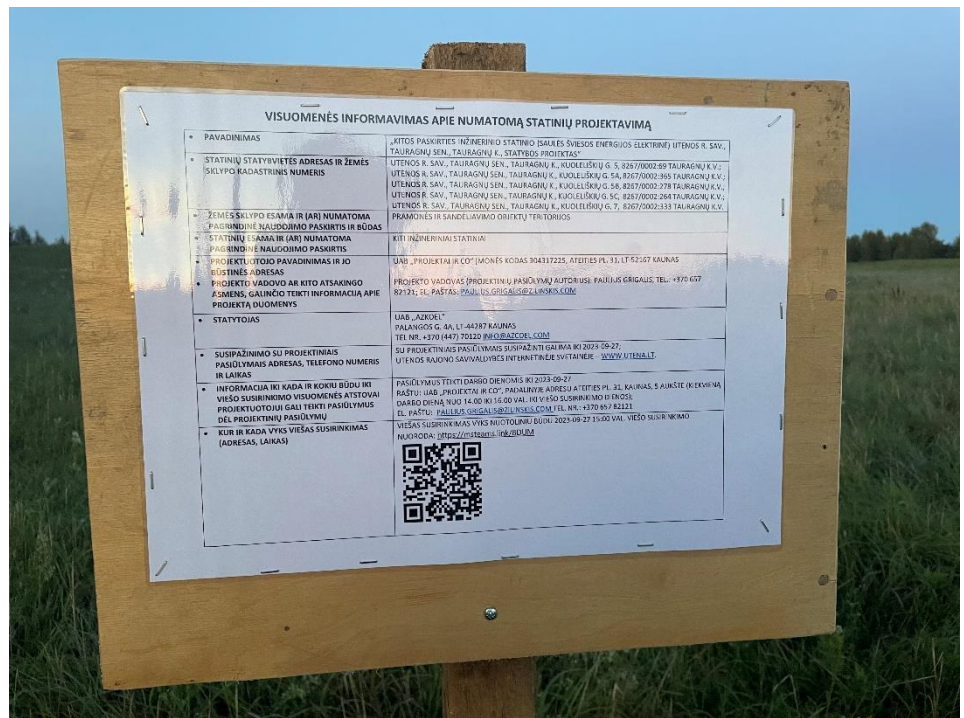 VISUOMENĖS INFORMAVIMAS APIE NUMATOMĄ STATINIŲ PROJEKTAVIMĄ
• PAVADINIMAS
„KITOS PASKIRTIES INŽINERINIO STATINIO (SAULĖS ŠVIESOS ENERGIJOS ELEKTRINĖ) UTENOS R. SAV.,
TAURAGNŲ SEN., TAURAGNŲ K., STATYBOS PROJEKTAS"
• STATINIŲ STATYBVIETĖS ADRESAS IR ŽEMĖS
SKLYPO KADASTRINIS NUMERIS
UTENOS R. SAV., TAURAGNŲ SEN., TAURAGNŲ K., KUOLELIŠKIŲ G. 5, 8267/0002:69 TAURAGNŲ K.V.;
UTENOS R. SAV., TAURAGNŲ SEN., TAURAGNŲ K., KUOLELIŠKIŲ G. 5A, 8267/0002:365 TAURAGNŲ K.V.;
UTENOS R. SAV., TAURAGNŲ SEN., TAURAGNŲ K., KUOLELIŠKIŲ G. 5B, 8267/0002:278 TAURAGNŲ K.V.;
UTENOS R. SAV., TAURAGNŲ SEN., TAURAGNŲ K., KUOLELIŠKIŲ G. 5C, 8267/0002:264 TAURAGNŲ K.V.;
UTENOS R. SAV., TAURAGNŲ SEN., TAURAGNŲ K., KUOLELIŠKIŲ G. 7, 8267/0002:333 TAURAGNŲ K.V.
• ŽEMĖS SKLYPO ESAMA IR (AR) NUMATOMA
PAGRINDINĖ NAUDOJIMO PASKIRTIS IR BŪDAS
PRAMONĖS IR SANDĖLIAVIMO OBJEKTŲ TERITORIJOS
• STATINIŲ ESAMA IR (AR) NUMATOMA
PAGRINDINĖ NAUDOJIMO PASKIRTIS
KITI INŽINERINIAI STATINIAI
• PROJEKTUOTOJO PAVADINIMAS IR JO
BŪSTINĖS ADRESAS
• PROJEKTO VADOVO AR KITO ATSAKINGO
ASMENS, GALINČIO TEIKTI INFORMACIJĄ APIE
PROJEKTĄ DUOMENYS
UAB „PROJEKTAI IR CO" ĮMONĖS KODAS 304317225, ATEITIES PL. 31, LT-52167 KAUNAS
PROJEKTO VADOVAS (PROJEKTINIŲ PASIŪLYMŲ AUTORIUS): PAULIUS GRIGALIS, TEL.: +370 657
82121; EL. PAŠTAS: PAULIUS.GRIGALIS@ZILINSKIS.COM
• STATYTOJAS
UAB „AZKOEL"
PALANGOS G. 4A, LT-44287 KAUNAS
TEL NR. +370 (447) 70120 INFO@AZCOEL.COM
• SUSIPAŽINIMO SU PROJEKTINIAIS
PASIŪLYMAIS ADRESAS, TELEFONO NUMERIS
IR LAIKAS
SU PROJEKTINIAIS PASIŪLYMAIS SUSIPAŽINTI GALIMA IKI 2023-09-27;
UTENOS RAJONO SAVIVALDYBĖS INTERNETINĖJE SVETAINĖJE – WWW.UTENA.LT.
• INFORMACIJA IKI KADA IR KOKIU BŪDU IKI
VIEŠO SUSIRINKIMO VISUOMENĖS ATSTOVAI
PROJEKTUOTOJUI GALI TEIKTI PASIŪLYMUS
DĖL PROJEKTINIŲ PASIŪLYMŲ
PASIŪLYMUS TEIKTI DARBO DIENOMIS IKI 2023-09-27
RAŠTU: UAB „PROJEKTAI IR CO", PADALINYJE ADRESU ATEITIES PL. 31, KAUNAS, 5 AUKŠTE (KIEKVIENĄ
DARBO DIENĄ NUO 14.00 IKI 16.00 VAL. IKI VIEŠO SUSIRINKIMO DIENOS);
EL. PAŠTU: PAULIUS.GRIGALIS@ZILINSKIS.COM TEL. NR.: +370 657 82121
• KUR IR KADA VYKS VIEŠAS SUSIRINKIMAS
(ADRESAS, LAIKAS)
VIEŠAS SUSIRINKIMAS VYKS NUOTOLINIU BŪDU 2023-09-27 15:00 VAL. VIEŠO SUSIRINKIMO
NUORODA: https://msteams.link/BDUM